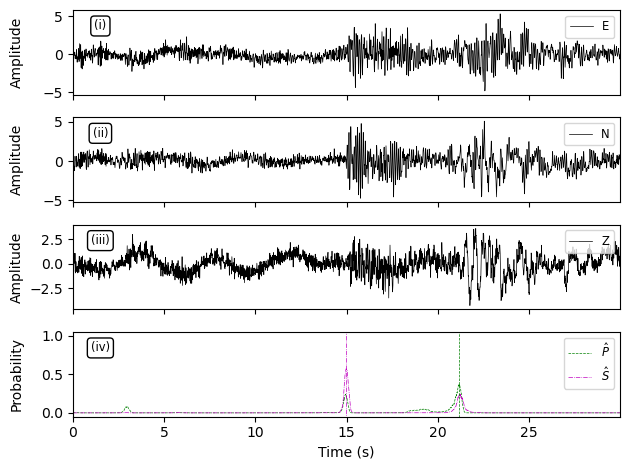 (i)
E
Amplitude
5
0
−5
(ii)
N
Amplitude
5
0
−5
(iii)
Z
Amplitude
2.5
0.0
−2.5
(iv)
P̂
Ŝ
Probability
1.0
0.5
0.0
0 5 10 15 20 25
Time (s)